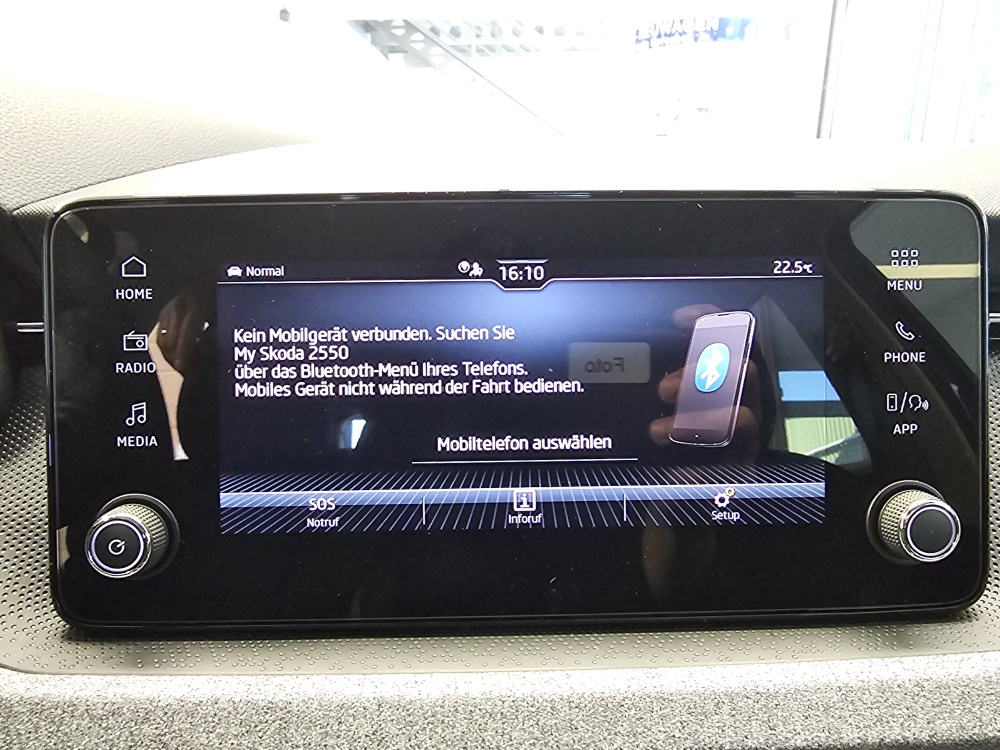 HOME
RADIO
MEDIA
Normal
16:10
22.5°C
Kein Mobilgerät verbunden. Suchen Sie
My Skoda 2550
über das Bluetooth-Menü Ihres Telefons.
Mobiles Gerät nicht während der Fahrt bedienen.
Foto
Mobiltelefon auswählen
SOS
Notruf
Inforuf
Setup
MENU
PHONE
APP